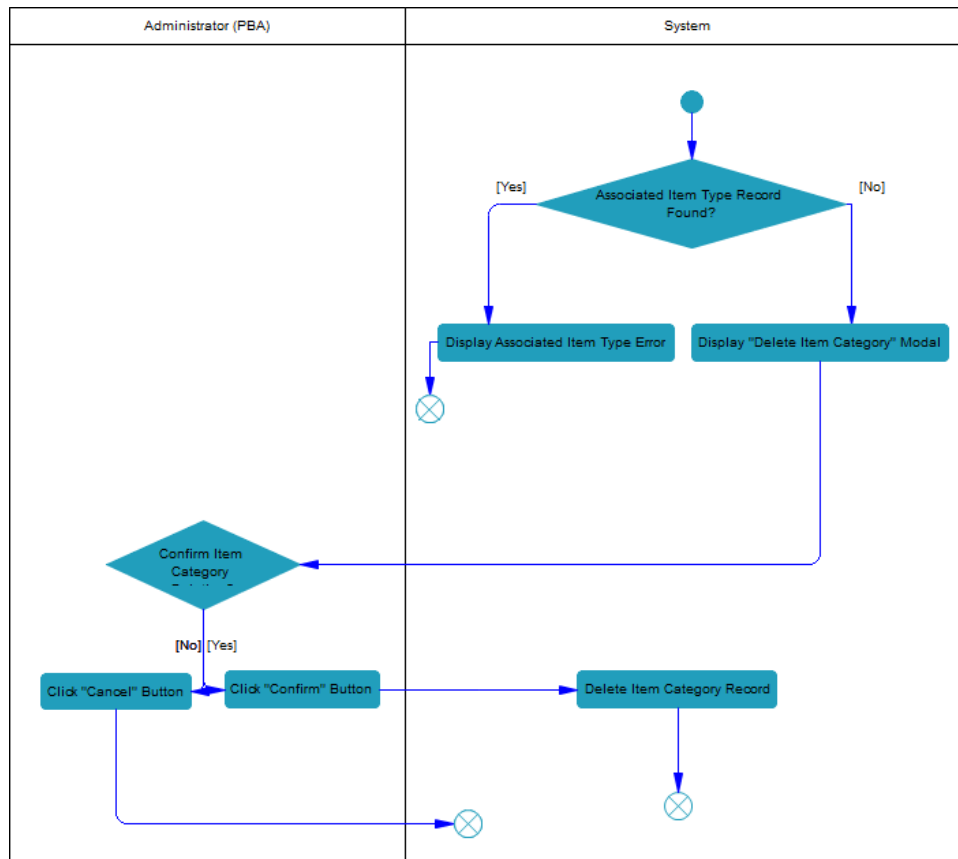 Administrator (PBA)
System
[Yes]
[No]
Associated Item Type Record
Found?
Display Associated Item Type Error
Display "Delete Item Category" Modal
Confirm Item
Category
[No]
[Yes]
Click "Cancel" Button
Click "Confirm" Button
Delete Item Category Record